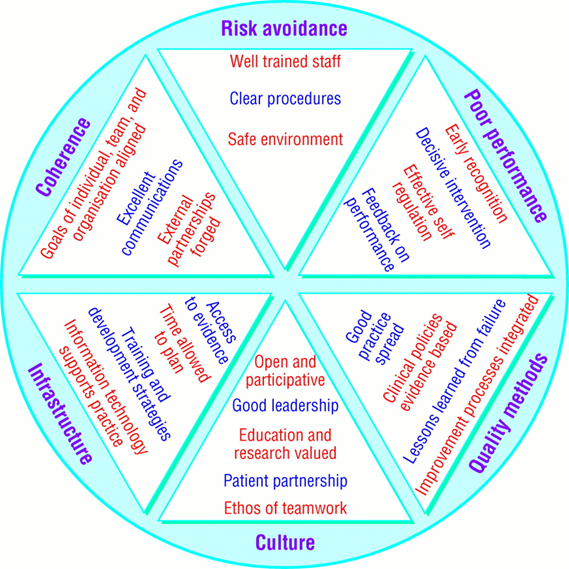 Risk avoidance
Well trained staff
Clear procedures
Safe environment
Poor performance
Early recognition
Decisive intervention
Effective self
regulation
Feedback on
performance
Quality methods
Good
practice
spread
Clinical policies
evidence based
Lessons learned from failure
Improvement processes integrated
Culture
Open and
participative
Good leadership
Education and
research valued
Patient partnership
Ethos of teamwork
Infrastructure
Access
to evidence
Time allowed
to plan
Training and
development strategies
Information technology
supports practice
Coherence
Goals of individual, team, and
organisation aligned
Excellent
communications
External
partnerships
forged